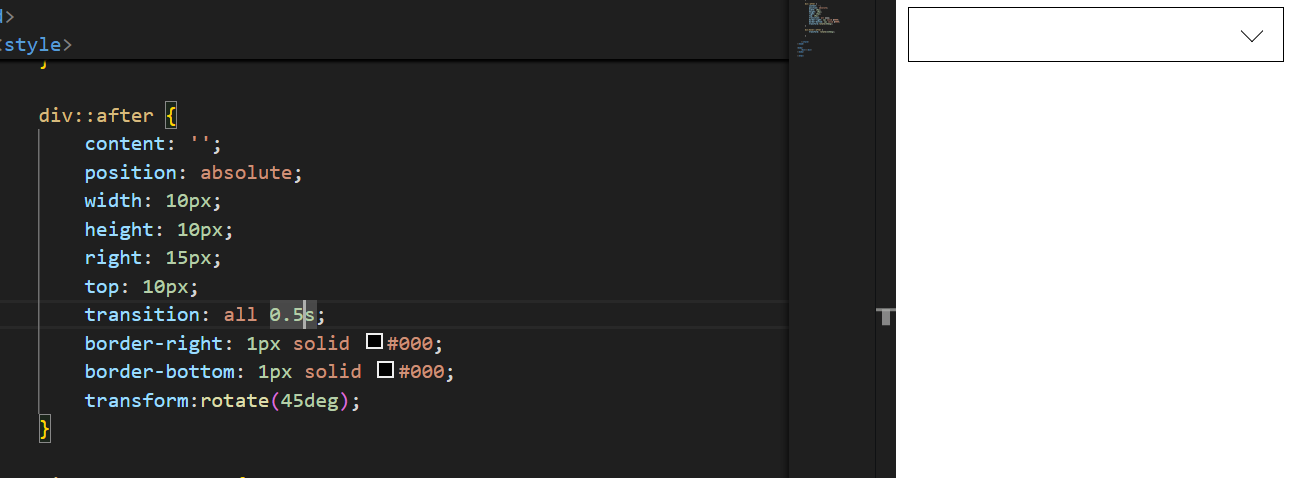 >
<style>
}
div::after {
content: '';
position: absolute;
width: 10px;
height: 10px;
right: 15px;
top: 10px;
transition: all 0.5s;
border-right: 1px solid #000;
border-bottom: 1px solid #000;
transform:rotate(45deg);
}